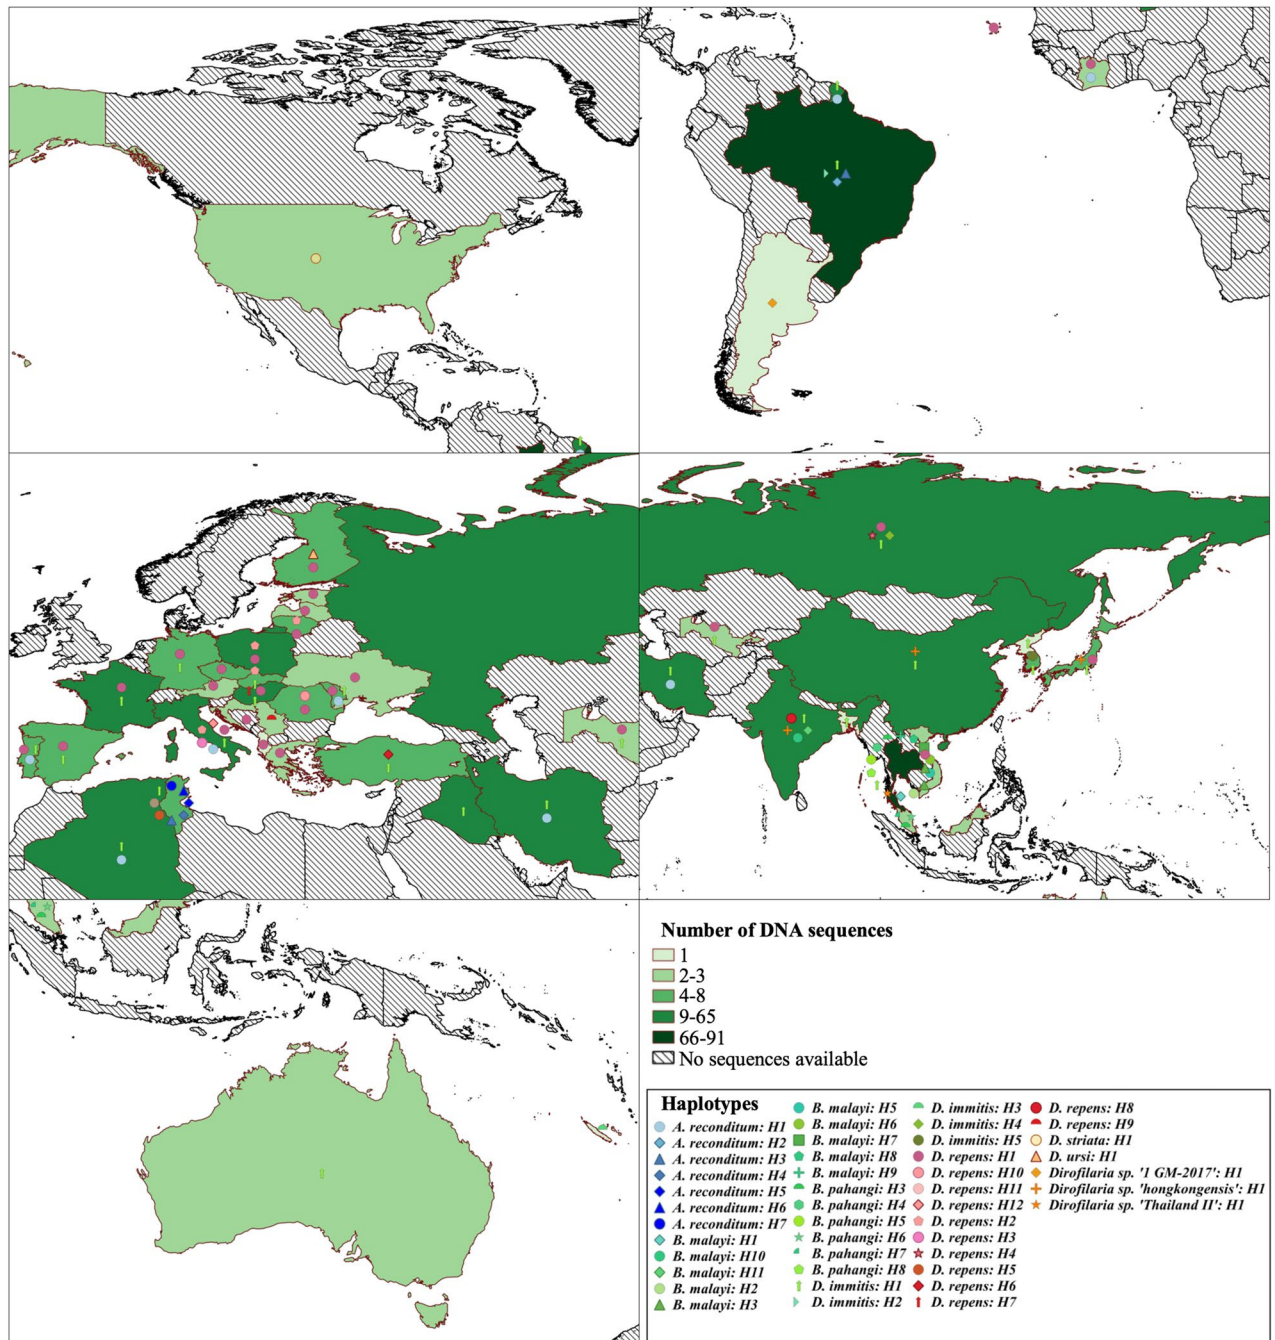 Number of DNA sequences
1
2-3
4-8
9-65
66-91
No sequences available
Haplotypes
A. reconditum: H1
A. reconditum: H2
A. reconditum: H3
A. reconditum: H4
A. reconditum: H5
A. reconditum: H6
A. reconditum: H7
B. malayi: H1
B. malayi: H10
B. malayi: H11
B. malayi: H2
B. malayi: H3
B. malayi: H5
B. malayi: H6
B. malayi: H7
B. malayi: H8
B. malayi: H9
B. pahangi: H3
B. pahangi: H4
B. pahangi: H5
B. pahangi: H6
B. pahangi: H7
B. pahangi: H8
D. immitis: H1
D. immitis: H2
D. immitis: H3
D. immitis: H4
D. immitis: H5
D. repens: H1
D. repens: H10
D. repens: H11
D. repens: H12
D. repens: H2
D. repens: H3
D. repens: H4
D. repens: H5
D. repens: H6
D. repens: H7
D. repens: H8
D. repens: H9
D. striata: H1
D. ursi: H1
Dirofilaria sp. '1 GM-2017': H1
Dirofilaria sp. 'hongkongensis': H1
Dirofilaria sp. 'Thailand II': H1